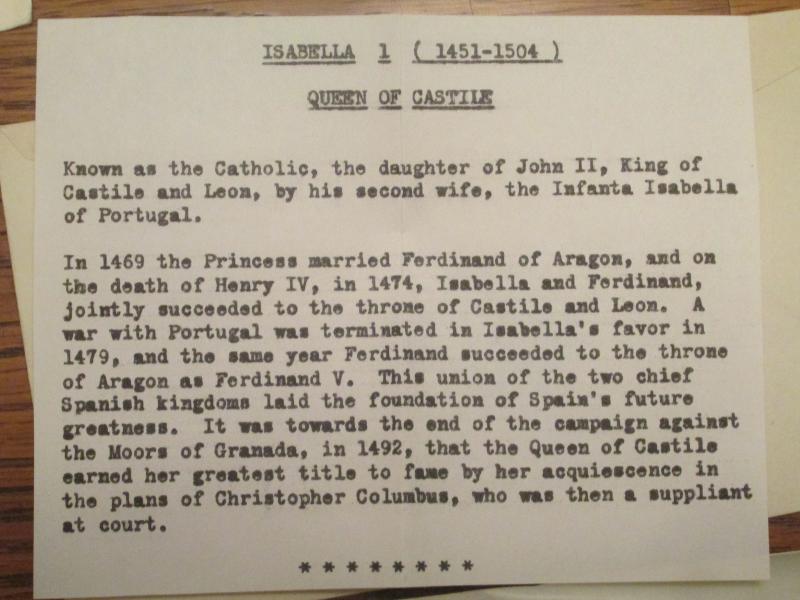 ISABELLA 1 ( 1451-1504 )
QUEEN OF CASTILE
Known as the Catholic, the daughter of John II, King of
Castile and Leon, by his second wife, the Infanta Isabella
of Portugal.
In 1469 the Princess married Ferdinand of Aragon, and on
the death of Henry IV, in 1474, Isabella and Ferdinand,
jointly succeeded to the throne of Castile and Leon. A
war with Portugal was terminated in Isabella's favor in
1479, and the same year Ferdinand succeeded to the throne
of Aragon as Ferdinand V. This union of the two chief
Spanish kingdoms laid the foundation of Spain's future
greatness. It was towards the end of the campaign against
the Moors of Granada, in 1492, that the Queen of Castile
earned her greatest title to fame by her acquiescence in
the plans of Christopher Columbus, who was then a suppliant
at court.
* * * * * * * *